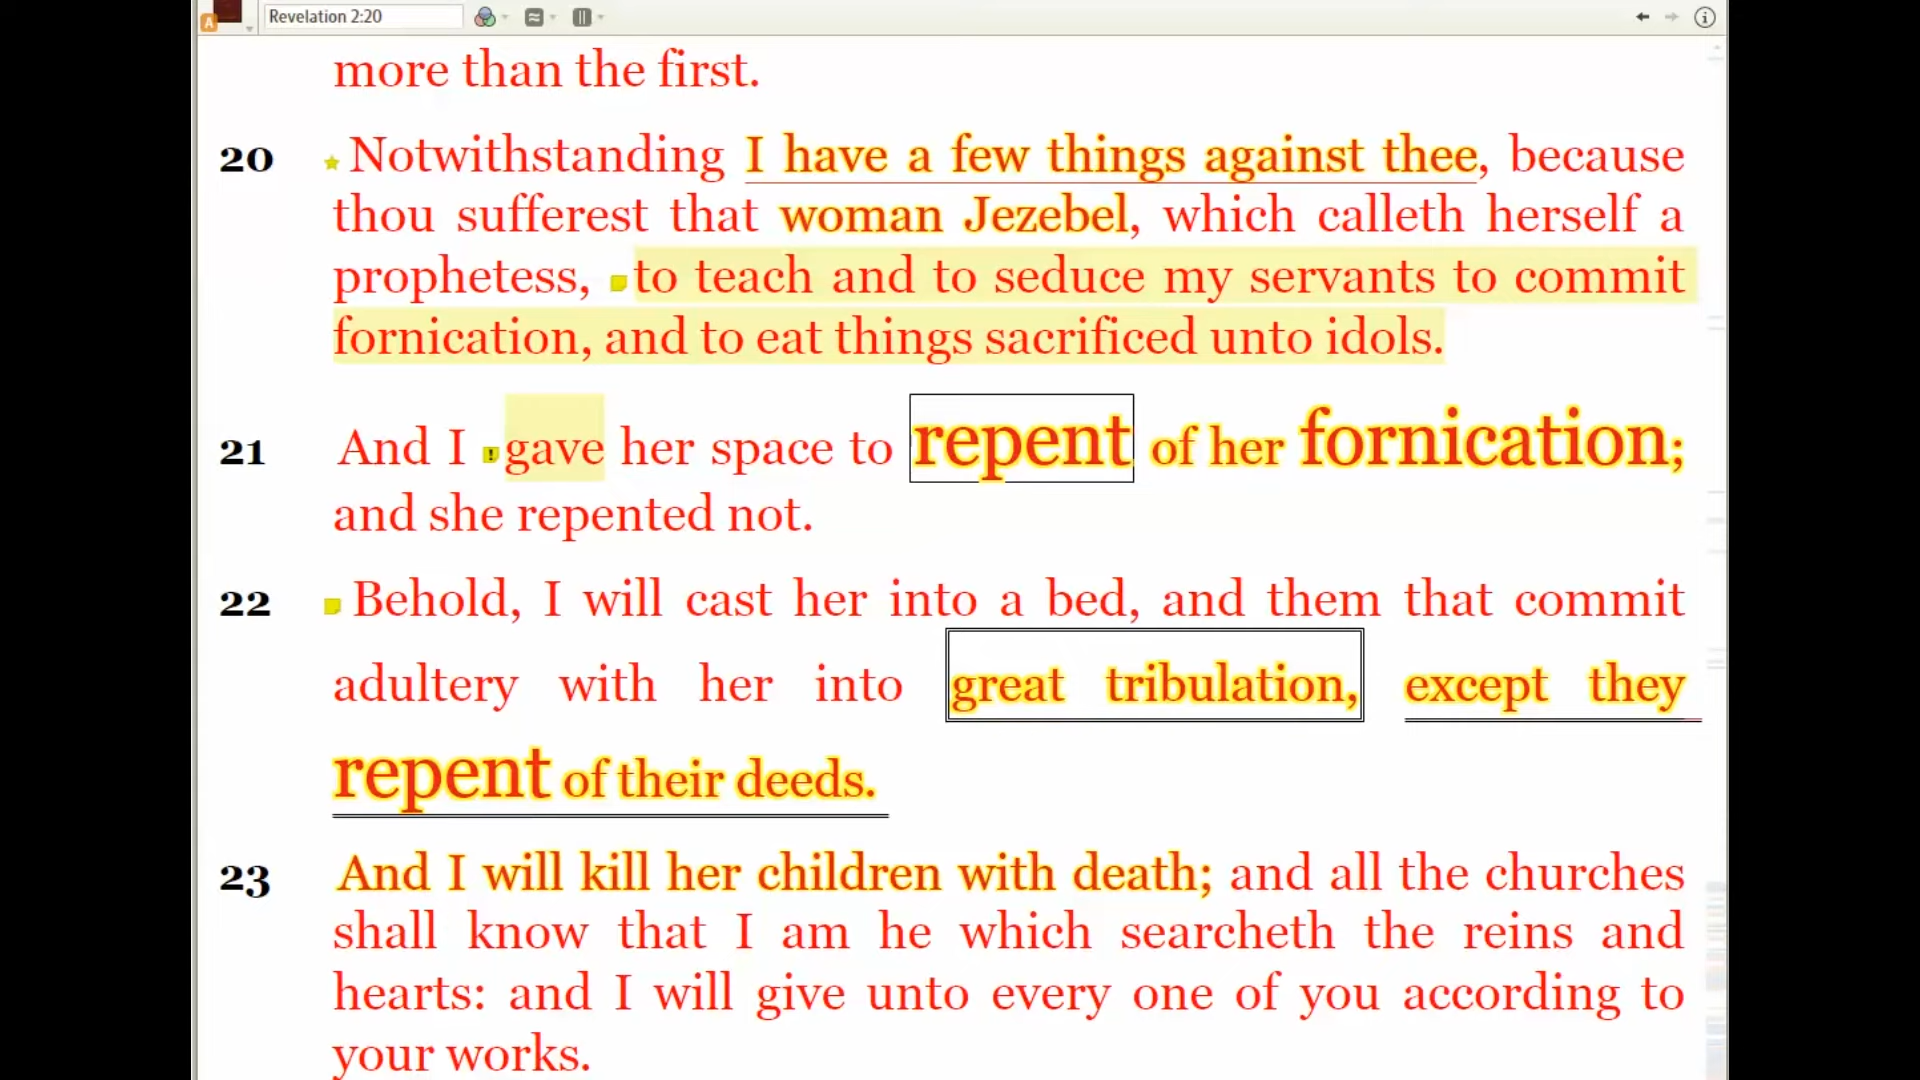 A
Revelation 2:20
more than the first.
20 Notwithstanding I have a few things against thee, because
thou sufferest that woman Jezebel, which calleth herself a
prophetess, to teach and to seduce my servants to commit
fornication, and to eat things sacrificed unto idols.
21 And I gave her space to repent of her fornication;
and she repented not.
22 Behold, I will cast her into a bed, and them that commit
adultery with her into great tribulation, except they
repent of their deeds.
23 And I will kill her children with death; and all the churches
shall know that I am he which searcheth the reins and
hearts: and I will give unto every one of you according to
your works.